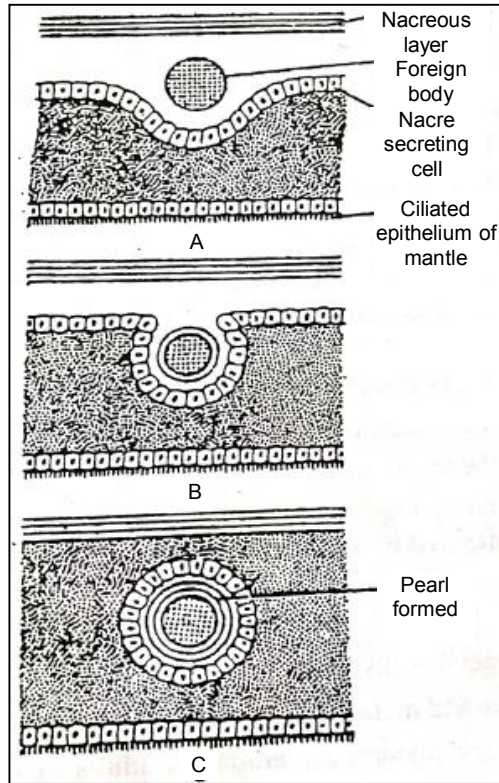 Nacreous
layer
Foreign
body
Nacre
secreting
cell
Ciliated
epithelium of
mantle
A
B
Pearl
formed
C